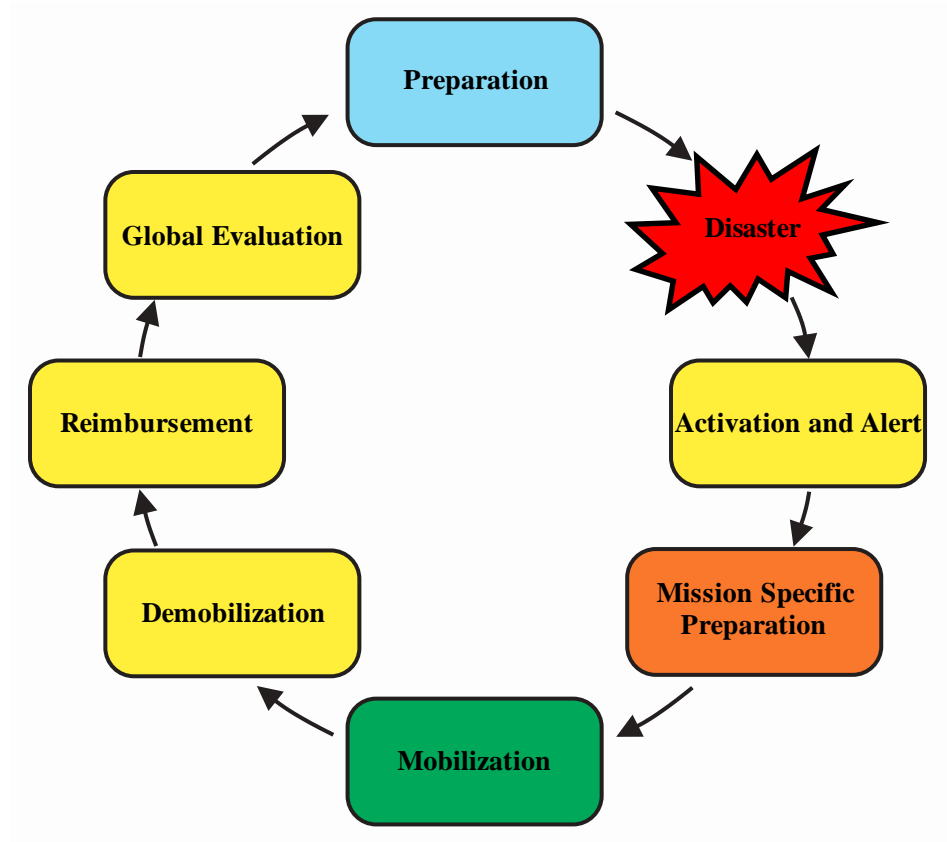 Preparation
Disaster
Activation and Alert
Mission Specific
Preparation
Mobilization
Demobilization
Reimbursement
Global Evaluation